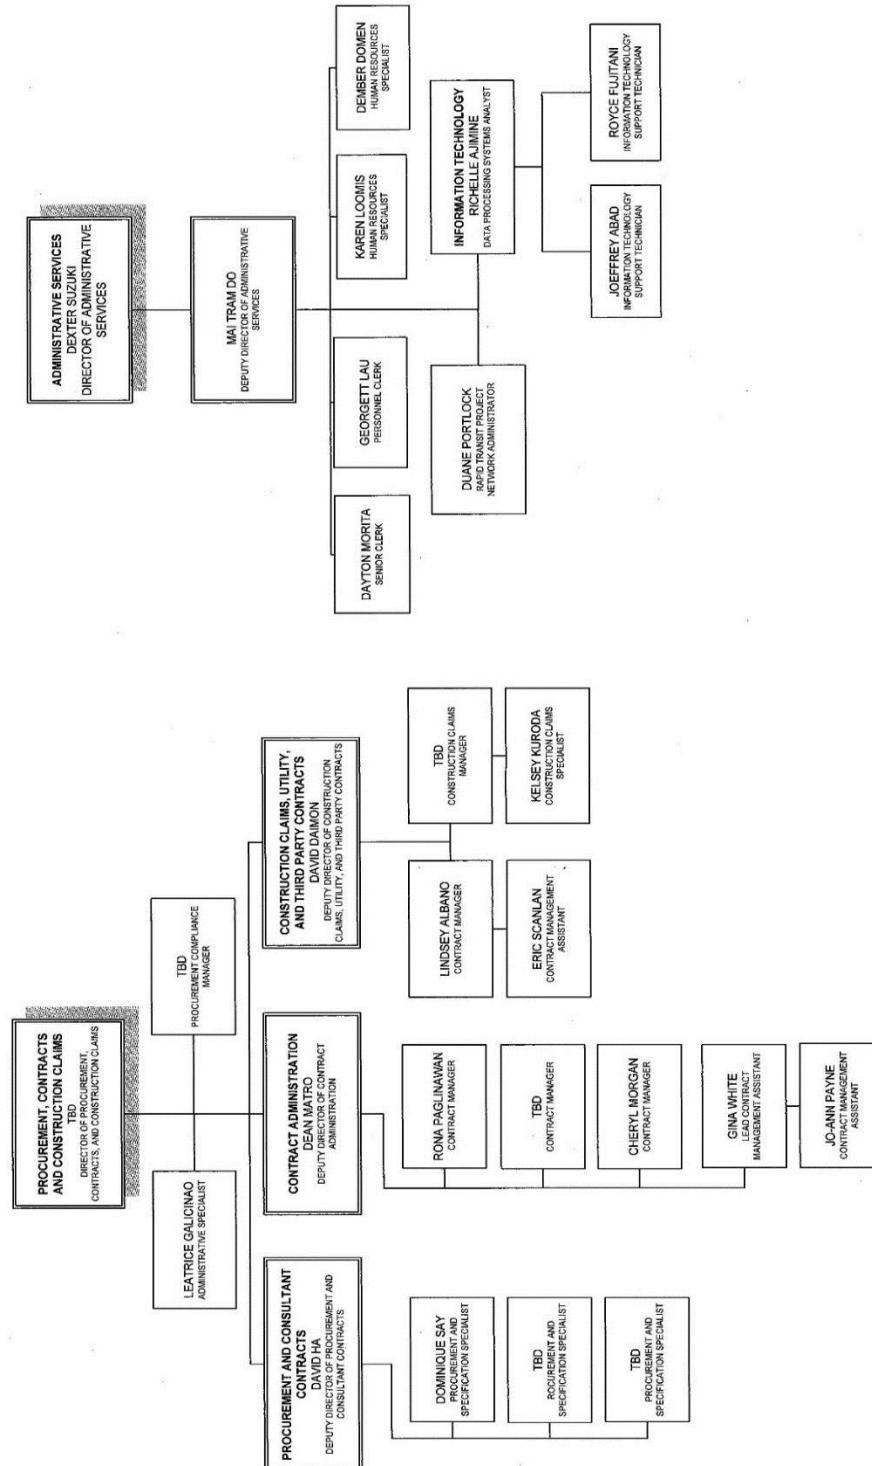 PROCUREMENT, CONTRACTS
AND CONSTRUCTION CLAIMS
TBD
DIRECTOR OF PROCUREMENT,
CONTRACTS, AND CONSTRUCTION CLAIMS
LEATRICE GALICINAO
ADMINISTRATIVE SPECIALIST
TBD
PROCUREMENT COMPLIANCE
MANAGER
PROCUREMENT AND CONSULTANT
CONTRACTS
DAVID HA
DEPUTY DIRECTOR OF PROCUREMENT AND
CONSULTANT CONTRACTS
DOMINIQUE SAY
PROCUREMENT AND
SPECIFICATION SPECIALIST
TBD
ROCUREMENT AND
SPECIFICATION SPECIALIST
TBD
PROCUREMENT AND
SPECIFICATION SPECIALIST
CONTRACT ADMINISTRATION
DEAN MATRO
DEPUTY DIRECTOR OF CONTRACT
ADMINISTRATION
RONA PAGLINAWAN
CONTRACT MANAGER
TBD
CONTRACT MANAGER
CHERYL MORGAN
CONTRACT MANAGER
GINA WHITE
LEAD CONTRACT
MANAGEMENT ASSISTANT
JO-ANN PAYNE
CONTRACT MANAGEMENT
ASSISTANT
CONSTRUCTION CLAIMS, UTILITY,
AND THIRD PARTY CONTRACTS
DAVID DAIMON
DEPUTY DIRECTOR OF CONSTRUCTION
CLAIMS, UTILITY, AND THIRD PARTY CONTRACTS
LINDSEY ALBANO
CONTRACT MANAGER
ERIC SCANLAN
CONTRACT MANAGEMENT
ASSISTANT
TBD
CONSTRUCTION CLAIMS
MANAGER
KELSEY KURODA
CONSTRUCTION CLAIMS
SPECIALIST
ADMINISTRATIVE SERVICES
DEXTER SUZUKI
DIRECTOR OF ADMINISTRATIVE
SERVICES
MAI TRAM DO
DEPUTY DIRECTOR OF ADMINISTRATIVE
SERVICES
DAYTON MORITA
SENIOR CLERK
GEORGETT LAU
PERSONNEL CLERK
KAREN LOOMIS
HUMAN RESOURCES
SPECIALIST
DEMBER DOMEN
HUMAN RESOURCES
SPECIALIST
DUANE PORTLOCK
RAPID TRANSIT PROJECT
NETWORK ADMINISTRATOR
INFORMATION TECHNOLOGY
RICHELLE AJIMINE
DATA PROCESSING SYSTEMS ANALYST
JOEFFREY ABAD
INFORMATION TECHNOLOGY
SUPPORT TECHNICIAN
ROYCE FUJITANI
INFORMATION TECHNOLOGY
SUPPORT TECHNICIAN